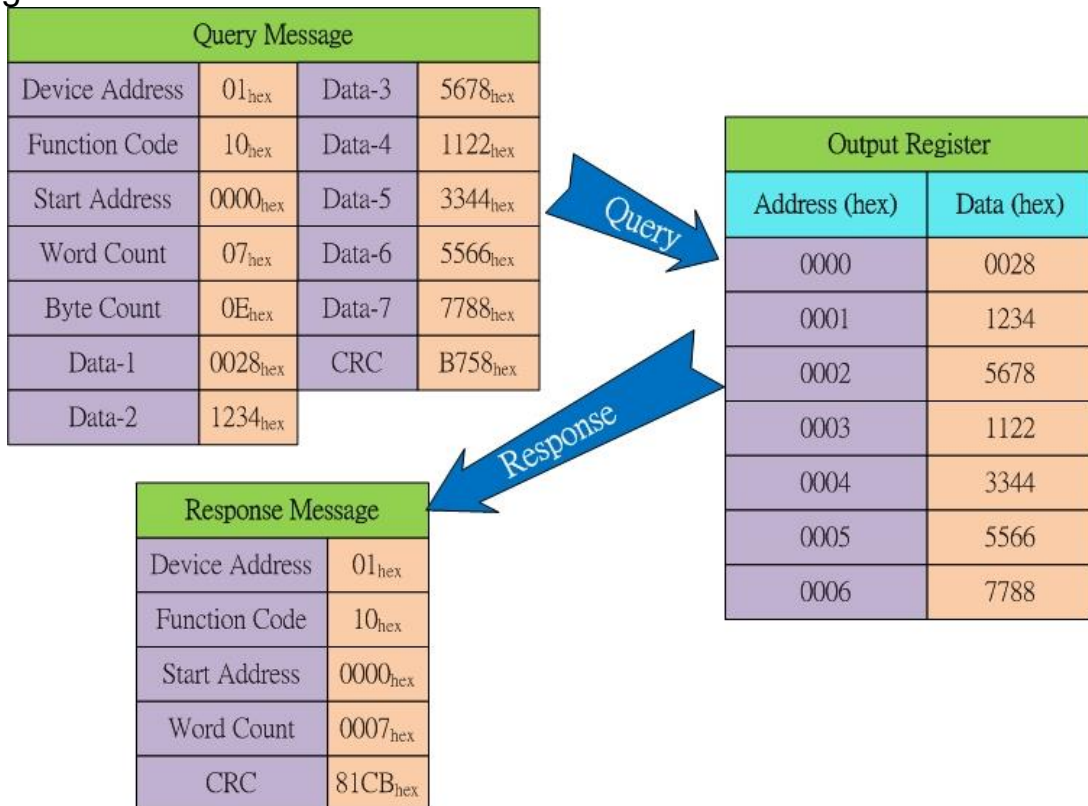 Query Message
Device Address 01hex Data-3 5678hex
Function Code 10hex Data-4 1122hex
Start Address 0000hex Data-5 3344hex
Word Count 07hex Data-6 5566hex
Byte Count 0Ehex Data-7 7788hex
Data-1 0028hex CRC B758hex
Data-2 1234hex
Query
Output Register
Address (hex) Data (hex)
0000 0028
0001 1234
0002 5678
0003 1122
0004 3344
0005 5566
0006 7788
Response
Response Message
Device Address 01hex
Function Code 10hex
Start Address 0000hex
Word Count 0007hex
CRC 81CBhex